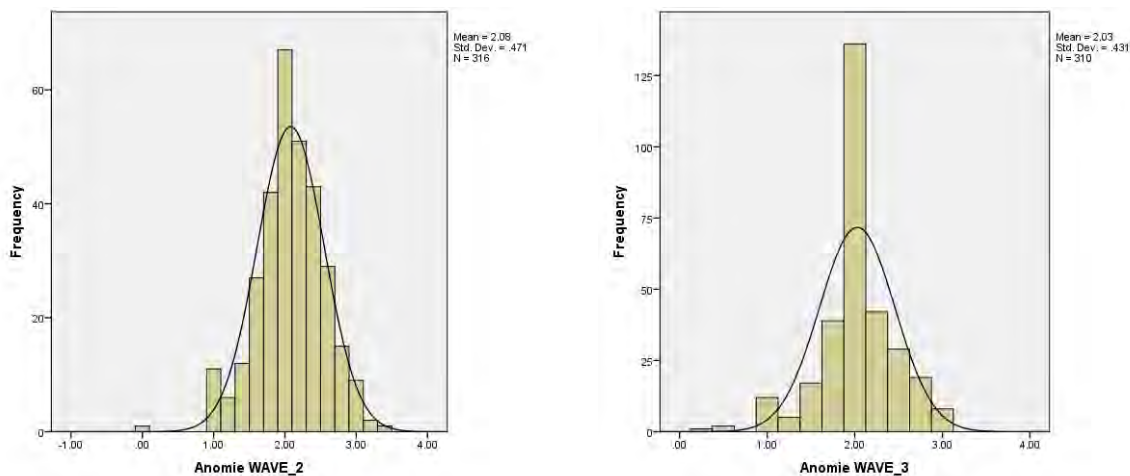 Mean = 2.08
Std. Dev. = .471
N = 316
60
40
20
0
Frequency
-1.00 .00 1.00 2.00 3.00 4.00
Anomie WAVE_2
Mean = 2.03
Std. Dev. = .431
N = 310
125
100
75
50
25
0
Frequency
.00 1.00 2.00 3.00 4.00
Anomie WAVE_3